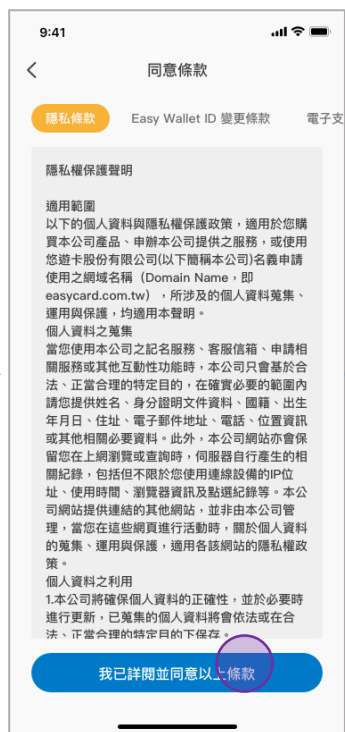 9:41
同意條款
隱私條款 Easy Wallet ID 變更條款 電子支
隱私權保護聲明
適用範圍
以下的個人資料與隱私權保護政策，適用於您購
買本公司產品、申辦本公司提供之服務，或使用
悠遊卡股份有限公司(以下簡稱本公司)名義申請
使用之網域名稱（Domain Name，即
easycard.com.tw），所涉及的個人資料蒐集、
運用與保護，均適用本聲明。
個人資料之蒐集
當您使用本公司之記名服務、客服信箱、申請相
關服務或其他互動性功能時，本公司只會基於合
法、正當合理的特定目的，在確實必要的範圍內
請您提供姓名、身分證明文件資料、國籍、出生
年月日、住址、電子郵件地址、電話、位置資訊
或其他相關必要資料。此外，本公司網站亦會保
留您在上網瀏覽或查詢時，伺服器自行產生的相
關紀錄，包括但不限於您使用連線設備的IP位
址、使用時間、瀏覽器資訊及點選紀錄等。本公
司網站提供連結的其他網站，並非由本公司管
理，當您在這些網頁進行活動時，關於個人資料
的蒐集、運用與保護，適用各該網站的隱私權政
策。
個人資料之利用
1.本公司將確保個人資料的正確性，並於必要時
進行更新，已蒐集的個人資料將會依法或在合
法、正當合理的特定目的下保存。
我已詳閱並同意以上條款